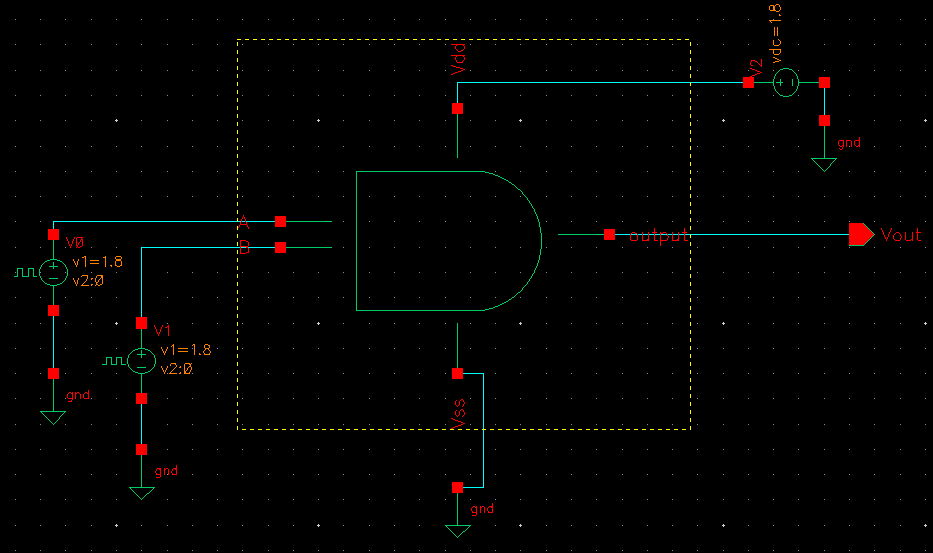 vdc=1.8
V2
Vdd
gnd
A
B
output
Vout
V0
v1=1.8
v2:0
V1
v1=1.8
v2:0
gnd
Vss
gnd
gnd